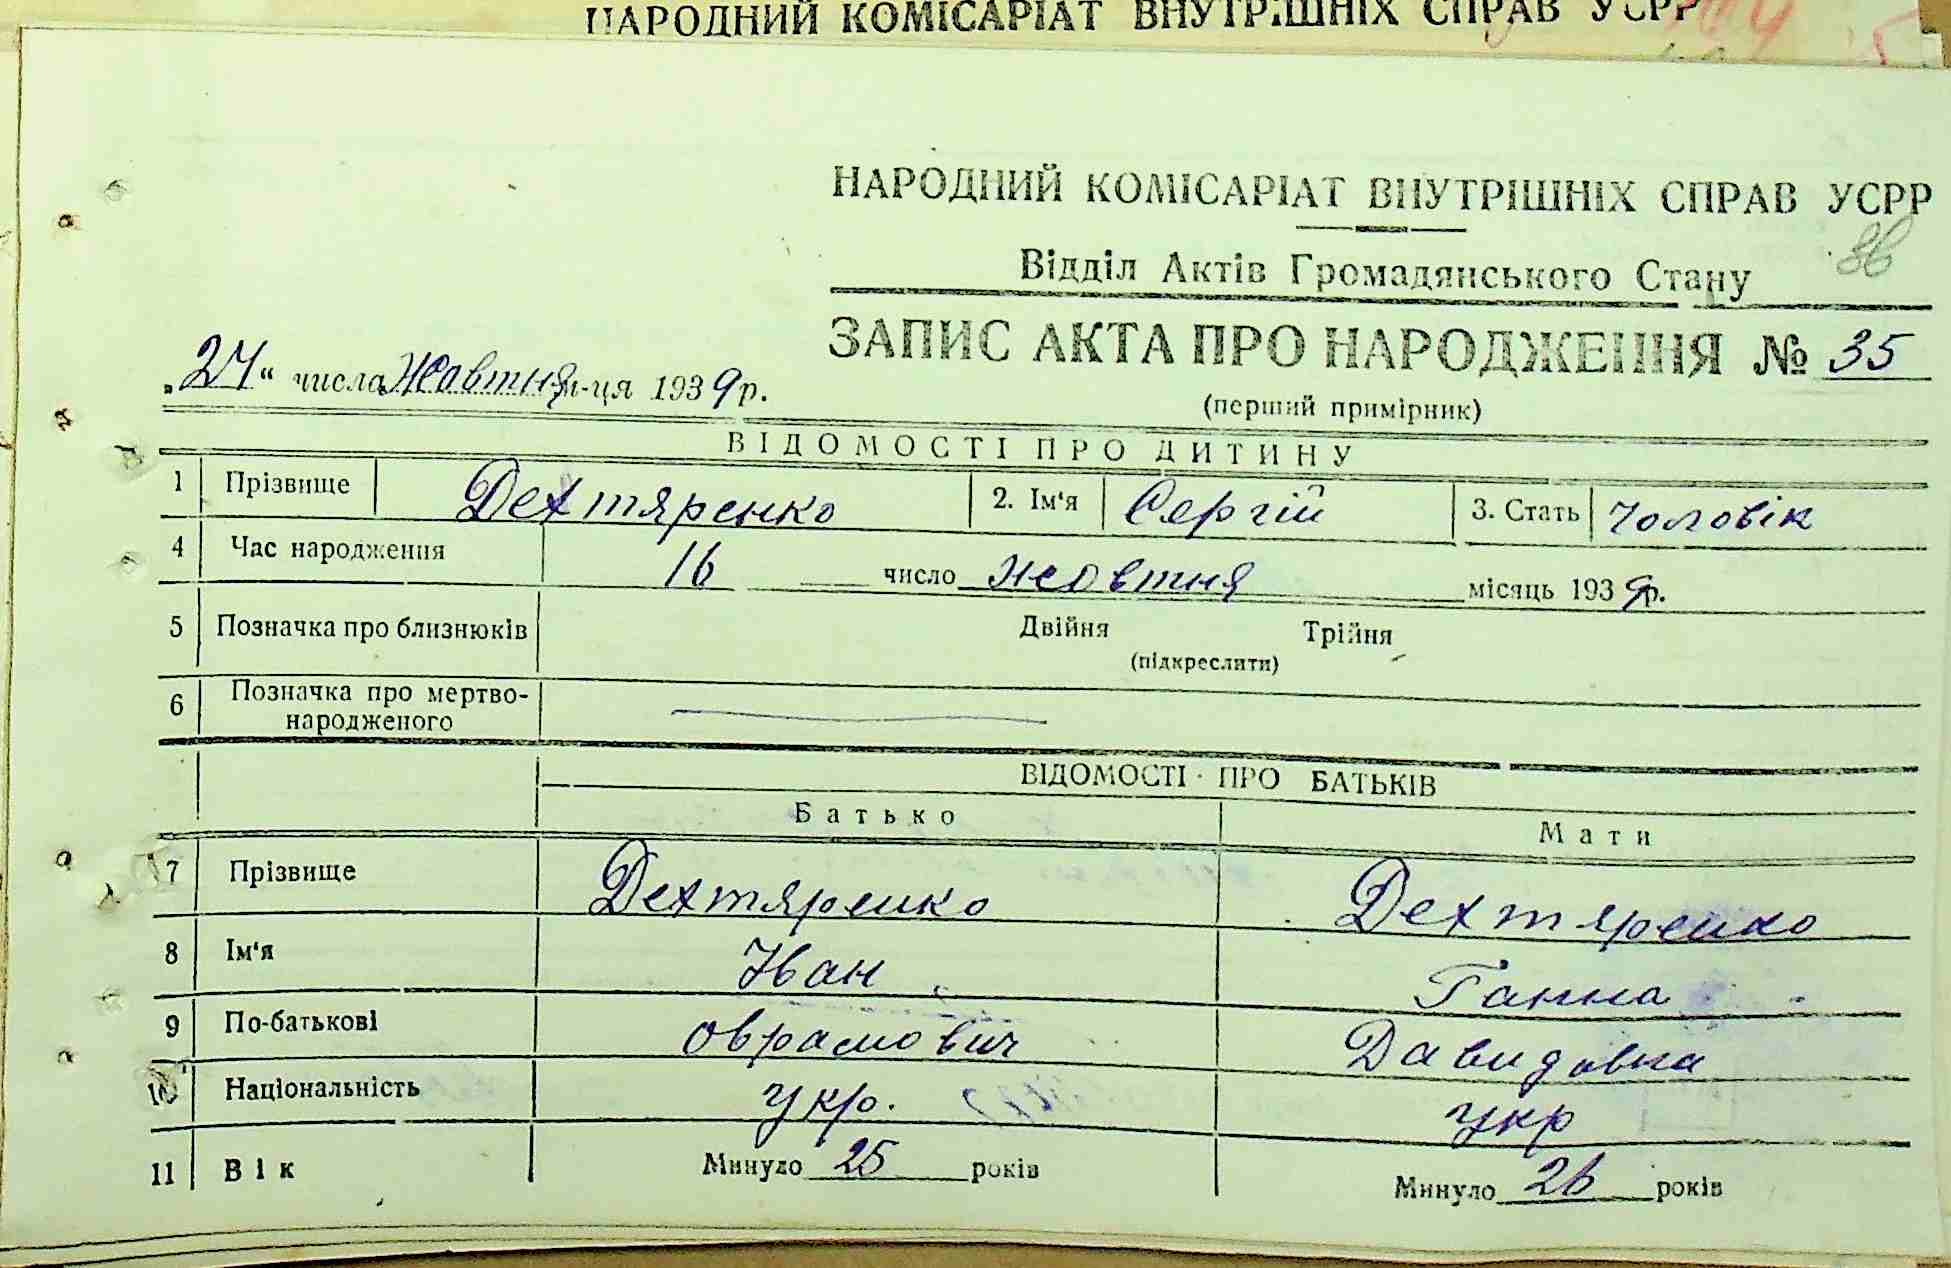 НАРОДНИЙ КОМІСАРІАТ ВНУТРІШНІХ СПРАВ УСРР
НАРОДНИЙ КОМІСАРІАТ ВНУТРІШНІХ СПРАВ УСРР
Відділ Актів Громадянського Стану
ЗАПИС АКТА ПРО НАРОДЖЕННЯ № 35
„24“ числа Жовтня м-ця 1939 р.
(перший примірник)
ВІДОМОСТІ ПРО ДИТИНУ
1 Прізвище Дехтяренко 2. Ім'я Сергій 3. Стать чоловік
4 Час народження 16 число жовтня місяць 1939 р.
5 Позначка про близнюків Двійня Трійня
(підкреслити)
6 Позначка про мертво-
народженого
ВІДОМОСТІ ПРО БАТЬКІВ
Батько Мати
7 Прізвище Дехтяренко Дехтяренко
8 Ім'я Іван Ганна
9 По-батькові Оврамович Давидовна
10 Національність укр. укр
11 Вік Минуло 25 років Минуло 26 років